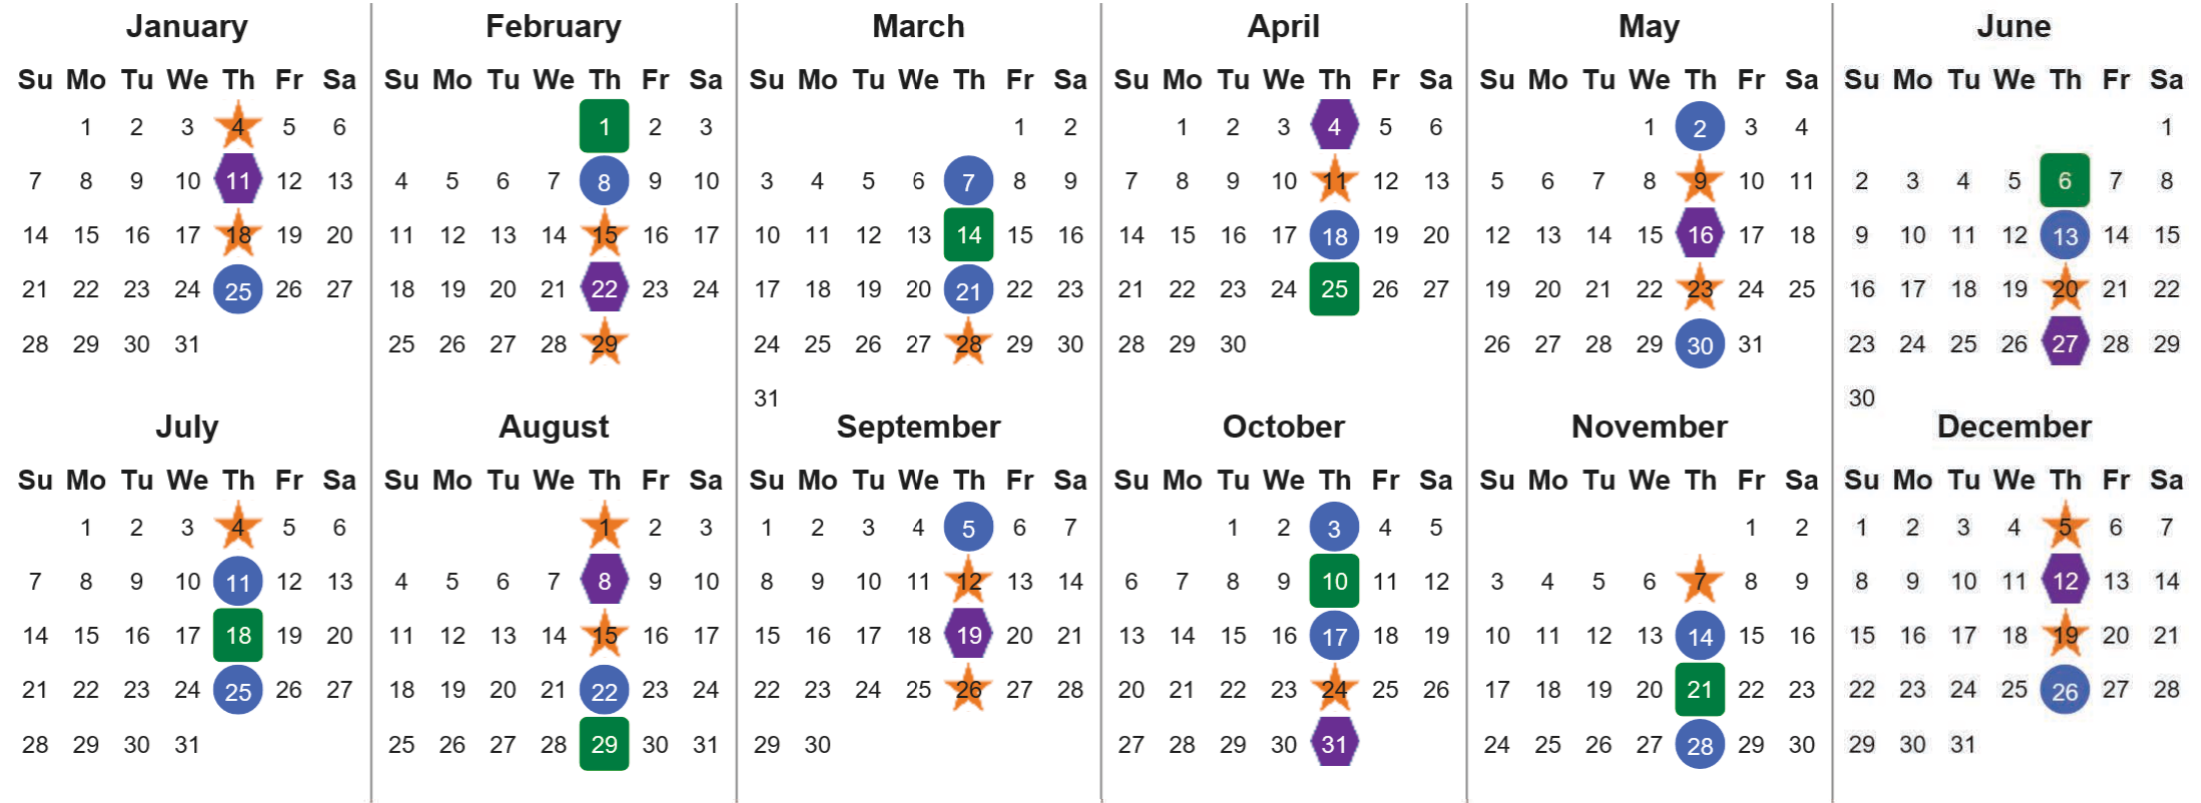 January February March April May June
Su Mo Tu We Th Fr Sa Su Mo Tu We Th Fr Sa Su Mo Tu We Th Fr Sa Su Mo Tu We Th Fr Sa Su Mo Tu We Th Fr Sa Su Mo Tu We Th Fr Sa
1 2 3 4 5 6 1 2 3 1 2 1 2 3 4 5 6 1 2 3 4 1
7 8 9 10 11 12 13 4 5 6 7 8 9 10 3 4 5 6 7 8 9 7 8 9 10 11 12 13 5 6 7 8 9 10 11 2 3 4 5 6 7 8
14 15 16 17 18 19 20 11 12 13 14 15 16 17 10 11 12 13 14 15 16 14 15 16 17 18 19 20 12 13 14 15 16 17 18 9 10 11 12 13 14 15
21 22 23 24 25 26 27 18 19 20 21 22 23 24 17 18 19 20 21 22 23 21 22 23 24 25 26 27 19 20 21 22 23 24 25 16 17 18 19 20 21 22
28 29 30 31 25 26 27 28 29 24 25 26 27 28 29 30 28 29 30 26 27 28 29 30 31 23 24 25 26 27 28 29
31 30
July August September October November December
Su Mo Tu We Th Fr Sa Su Mo Tu We Th Fr Sa Su Mo Tu We Th Fr Sa Su Mo Tu We Th Fr Sa Su Mo Tu We Th Fr Sa Su Mo Tu We Th Fr Sa
1 2 3 4 5 6 1 2 3 1 2 3 4 5 6 7 1 2 3 4 5 1 2 1 2 3 4 5 6 7
7 8 9 10 11 12 13 4 5 6 7 8 9 10 8 9 10 11 12 13 14 6 7 8 9 10 11 12 3 4 5 6 7 8 9 8 9 10 11 12 13 14
14 15 16 17 18 19 20 11 12 13 14 15 16 17 15 16 17 18 19 20 21 13 14 15 16 17 18 19 10 11 12 13 14 15 16 15 16 17 18 19 20 21
21 22 23 24 25 26 27 18 19 20 21 22 23 24 22 23 24 25 26 27 28 20 21 22 23 24 25 26 17 18 19 20 21 22 23 22 23 24 25 26 27 28
28 29 30 31 25 26 27 28 29 30 31 29 30 27 28 29 30 31 24 25 26 27 28 29 30 29 30 31